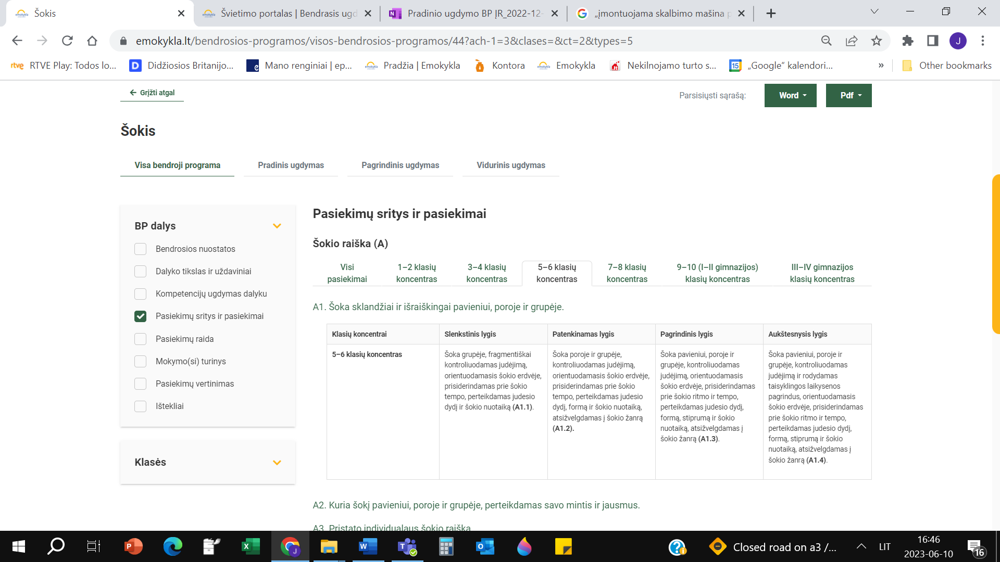 Šokis
Švietimo portalas | Bendrasis ugd
Pradinio ugdymo BP ĮR_2022-12-
„įmontuojama skalbimo mašina p
emokykla.lt/bendrosios-programos/visos-bendrosios-programos/44?ach-1=3&clases=&ct=2&types=5
J
rtve RTVE Play: Todos lo...
Didžiosios Britanijo...
Mano renginiai | ep...
Pradžia | Emokykla
Kontora
Emokykla
Nekilnojamo turto s...
15 „Google“ kalendori...
»
Other bookmarks
Grįžti atgal
Parsisiųsti sąrašą:
Word
Pdf
Šokis
Visa bendroji programa
Pradinis ugdymas
Pagrindinis ugdymas
Vidurinis ugdymas
BP dalys
Bendrosios nuostatos
Dalyko tikslas ir uždaviniai
Kompetencijų ugdymas dalyku
Pasiekimų sritys ir pasiekimai
Pasiekimų raida
Mokymo(si) turinys
Pasiekimų vertinimas
Ištekliai
Klasės
Pasiekimų sritys ir pasiekimai
Šokio raiška (A)
Visi
pasiekimai
1–2 klasių
koncentras
3–4 klasių
koncentras
5–6 klasių
koncentras
7–8 klasių
koncentras
9–10 (I–II gimnazijos)
klasių koncentras
III–IV gimnazijos
klasių koncentras
A1. Šoka sklandžiai ir išraiškingai pavieniui, poroje ir grupėje.
Klasių koncentrai
Slenkstinis lygis
Patenkinamas lygis
Pagrindinis lygis
Aukštesnysis lygis
5–6 klasių koncentras
Šoka grupėje, fragmentiškai
kontroliuodamas judėjimą,
orientuodamasis šokio erdvėje,
prisiderindamas prie šokio
tempo, perteikdamas judesio
dydį ir šokio nuotaiką (A1.1).
Šoka poroje ir grupėje,
kontroliuodamas judėjimą,
orientuodamasis šokio erdvėje,
prisiderindamas prie šokio
tempo, perteikdamas judesio
dydį, formą ir šokio nuotaiką,
atsižvelgdamas į šokio žanrą
(A1.2).
Šoka pavieniui, poroje ir
grupėje, kontroliuodamas
judėjimą, orientuodamasis
šokio erdvėje, prisiderindamas
prie šokio ritmo ir tempo,
perteikdamas judesio dydį,
formą, stiprumą ir šokio
nuotaiką, atsižvelgdamas į
šokio žanrą (A1.3).
Šoka pavieniui, poroje ir
grupėje, kontroliuodamas
judėjimą ir rodydamas
taisyklingos laikysenos
pagrindus, orientuodamasis
šokio erdvėje, prisiderindamas
prie šokio ritmo ir tempo,
perteikdamas judesio dydį,
formą, stiprumą ir šokio
nuotaiką, atsižvelgdamas į
šokio žanrą (A1.4).
A2. Kuria šokį pavieniui, poroje ir grupėje, perteikdamas savo mintis ir jausmus.
A3. Pristato individualaus šokio raišką
Closed road on a3 /...
LIT
16:46
2023-06-10
16